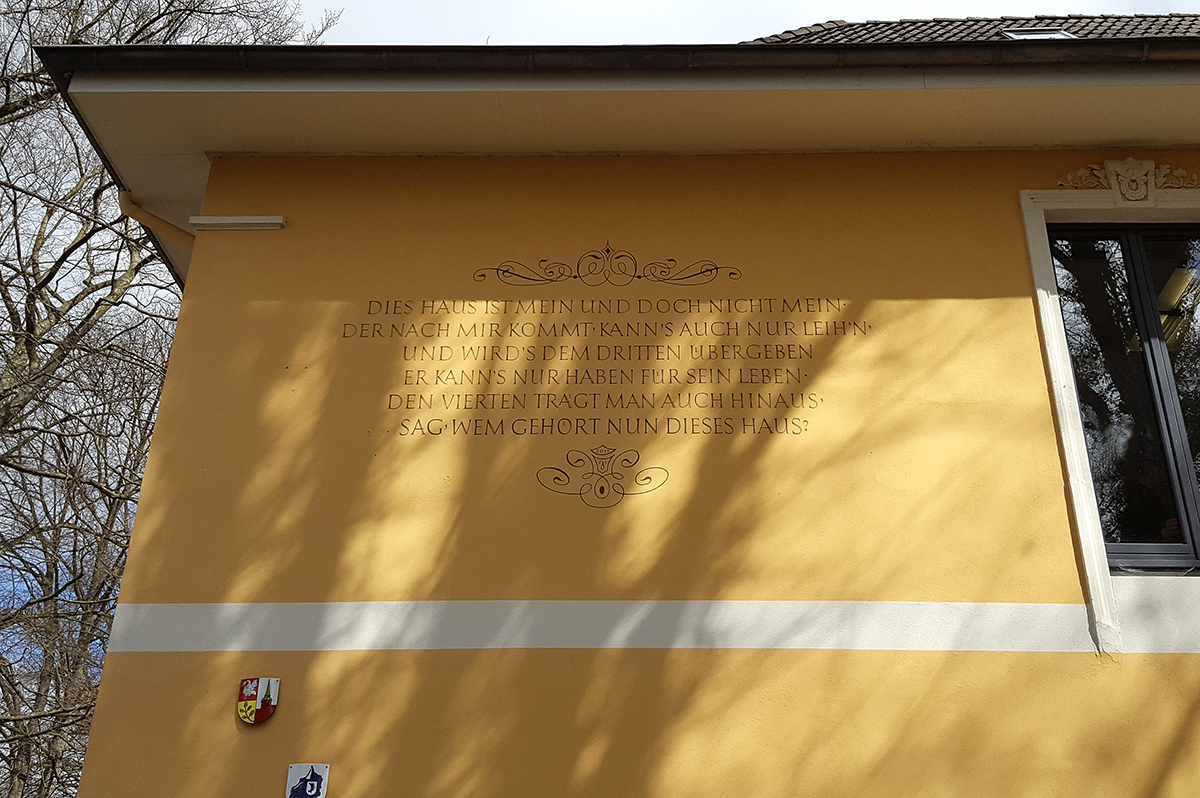 DIES HAUS IST MEIN UND DOCH NICHT MEIN·
DER NACH MIR KOMMT, KANN'S AUCH NUR LEIH'N,
UND WIRD'S DEM DRITTEN ÜBERGEBEN
ER KANN'S NUR HABEN FÜR SEIN LEBEN·
DEN VIERTEN TRÄGT MAN AUCH HINAUS,
SAG, WEM GEHÖRT NUN DIESES HAUS?